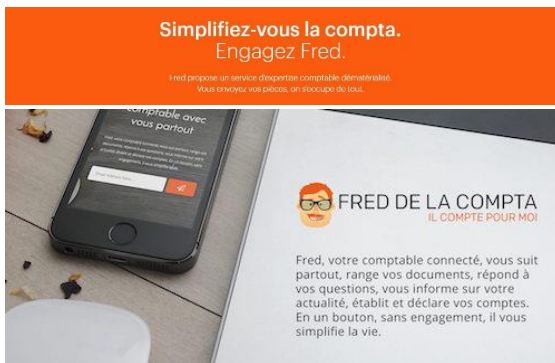 Simplifiez-vous la compta.
Engagez Fred.
Fred propose un service d'expertise comptable dématérialisé.
Vous envoyez vos pièces, on s'occupe de tout.
comptable avec
vous partout
FRED DE LA COMPTA
IL COMPTE POUR MOI
Fred, votre comptable connecté, vous suit
partout, range vos documents, répond à
vos questions, vous informe sur votre
actualité, établit et déclare vos comptes.
En un bouton, sans engagement, il vous
simplifie la vie.